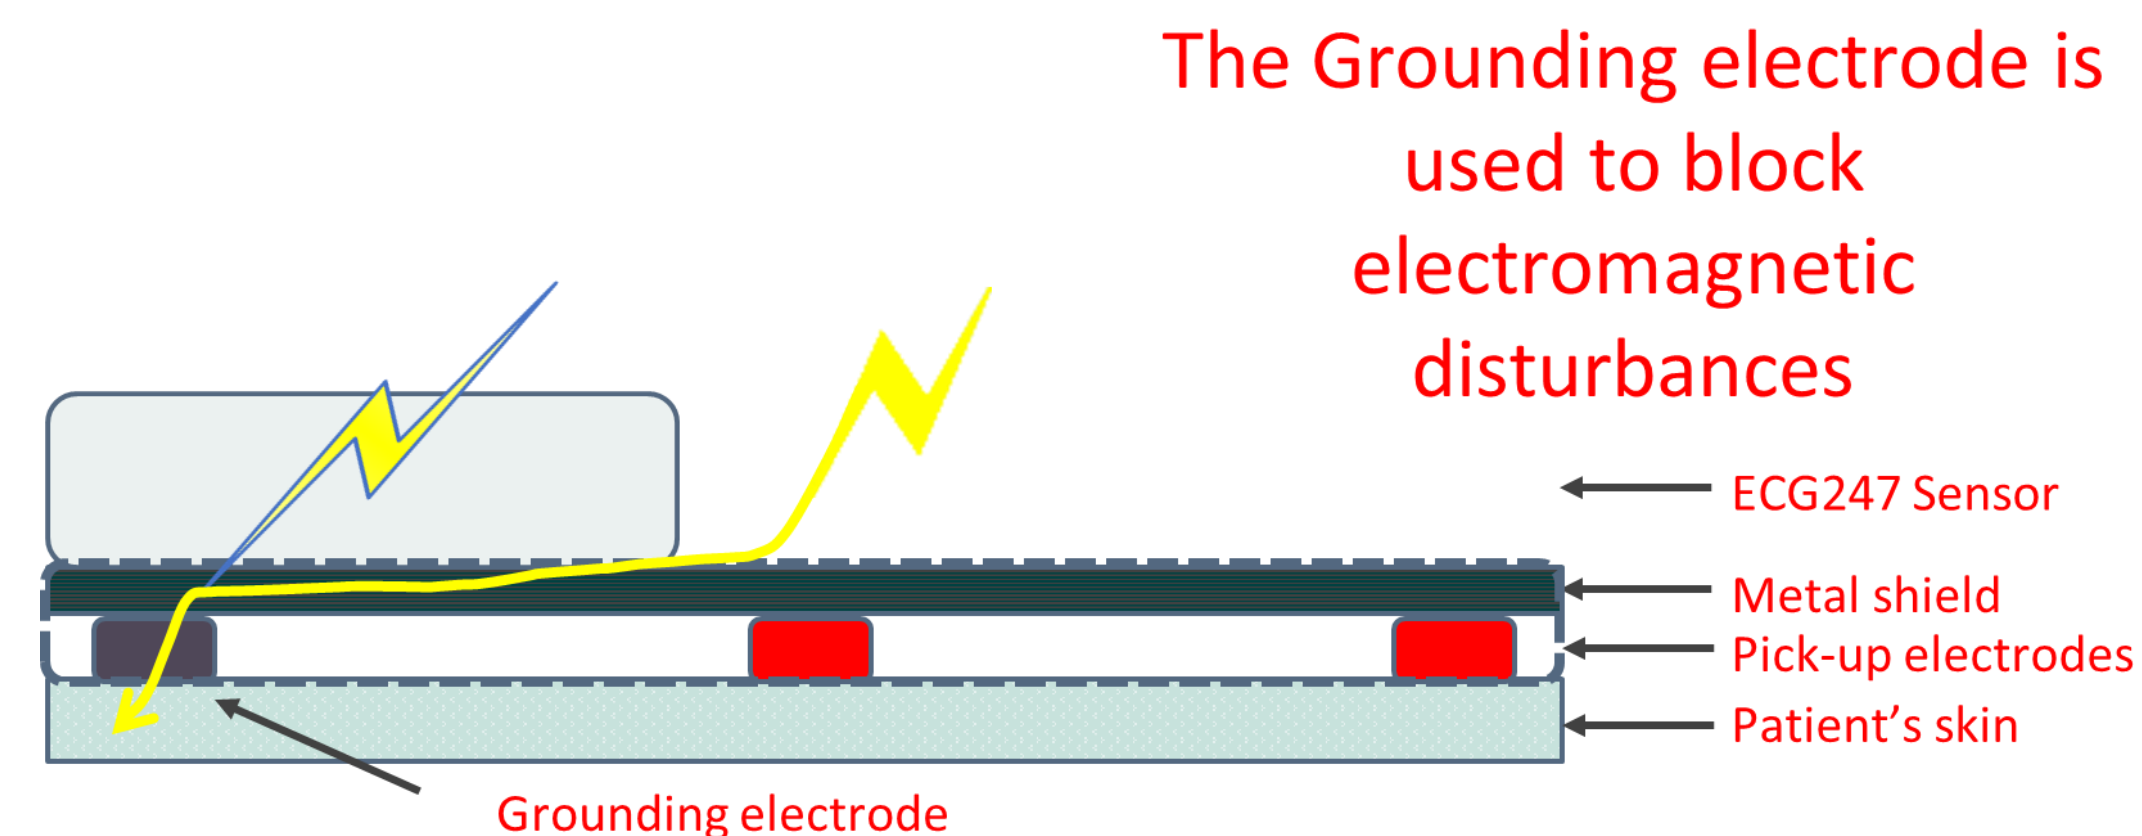 The Grounding electrode is
used to block
electromagnetic
disturbances
ECG247 Sensor
Metal shield
Pick-up electrodes
Patient’s skin
Grounding electrode